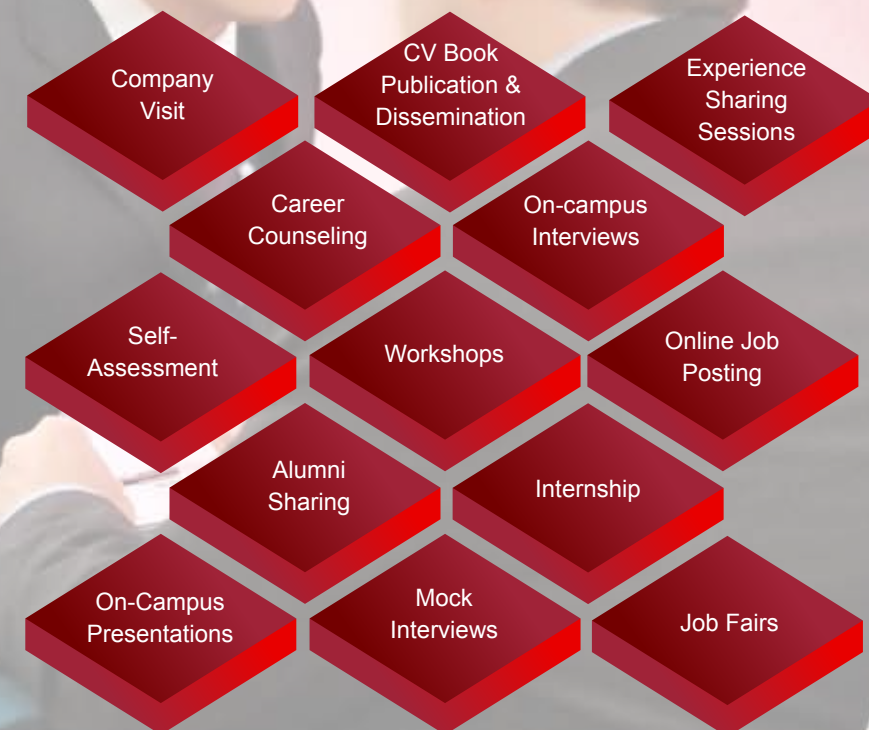 Company
Visit
CV Book
Publication &
Dissemination
Experience
Sharing
Sessions
Career
Counseling
On-campus
Interviews
Self-
Assessment
Workshops
Online Job
Posting
Alumni
Sharing
Internship
On-Campus
Presentations
Mock
Interviews
Job Fairs